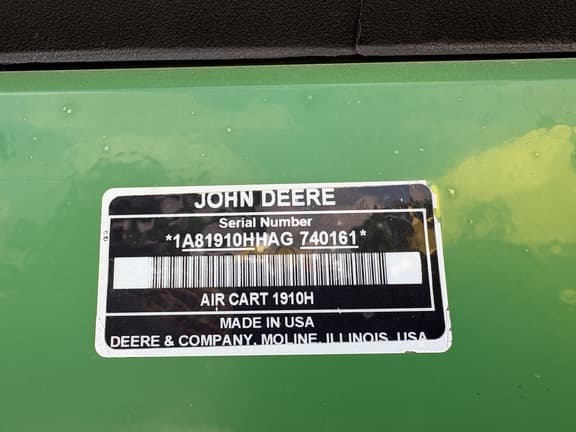 JOHN DEERE
Serial Number
*1A81910HHAG 740161*
AIR CART 1910H
MADE IN USA
DEERE & COMPANY, MOLINE, ILLINOIS, USA